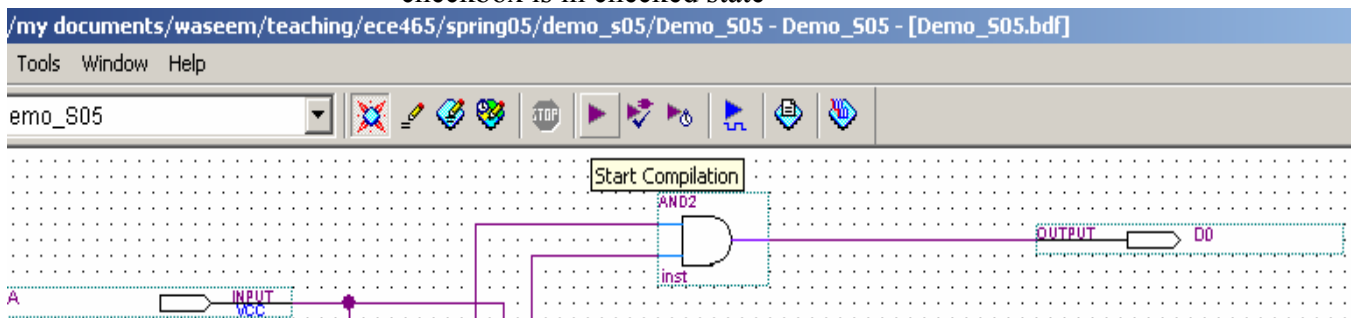 checkbox is in checked state
/my documents/waseem/teaching/ece465/spring05/demo_s05/Demo_S05 - Demo_S05 - [Demo_S05.bdf]
Tools Window Help
emo_S05
STOP
Start Compilation
AND2
OUTPUT D0
inst
A INPUT
VCC